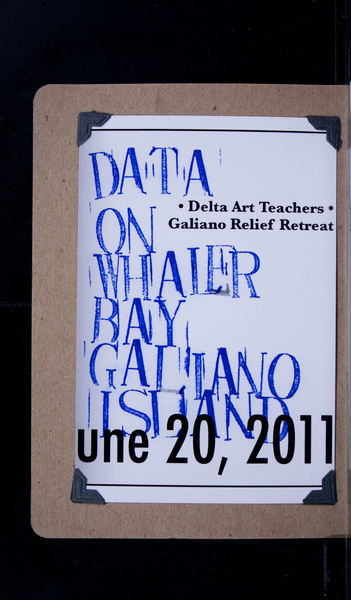 DATA
• Delta Art Teachers •
ON
Galiano Relief Retreat
WHALER
BAY
GALIANO
ISLAND
une 20, 2011